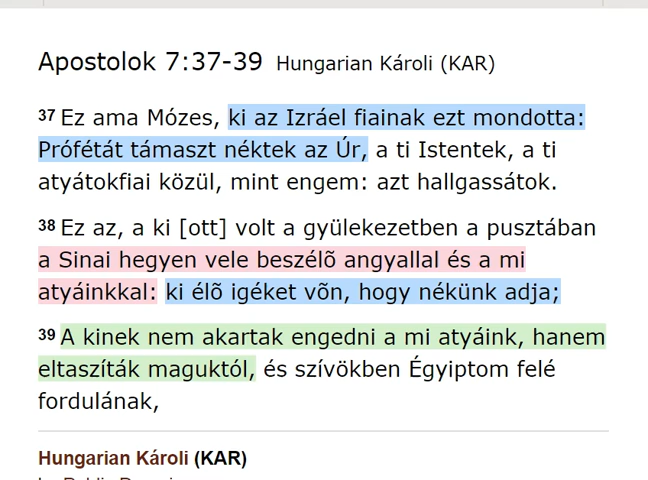 Apostolok 7:37-39 Hungarian Károli (KAR)
37 Ez ama Mózes, ki az Izráel fiainak ezt mondotta:
Prófétát támaszt néktek az Úr, a ti Istentek, a ti
atyátokfiai közül, mint engem: azt hallgassátok.
38 Ez az, a ki [ott] volt a gyülekezetben a pusztában
a Sinai hegyen vele beszélõ angyallal és a mi
atyáinkkal: ki élõ igéket võn, hogy nékünk adja;
39 A kinek nem akartak engedni a mi atyáink, hanem
eltaszíták maguktól, és szívökben Égyiptom felé
fordulának,
Hungarian Károli (KAR)